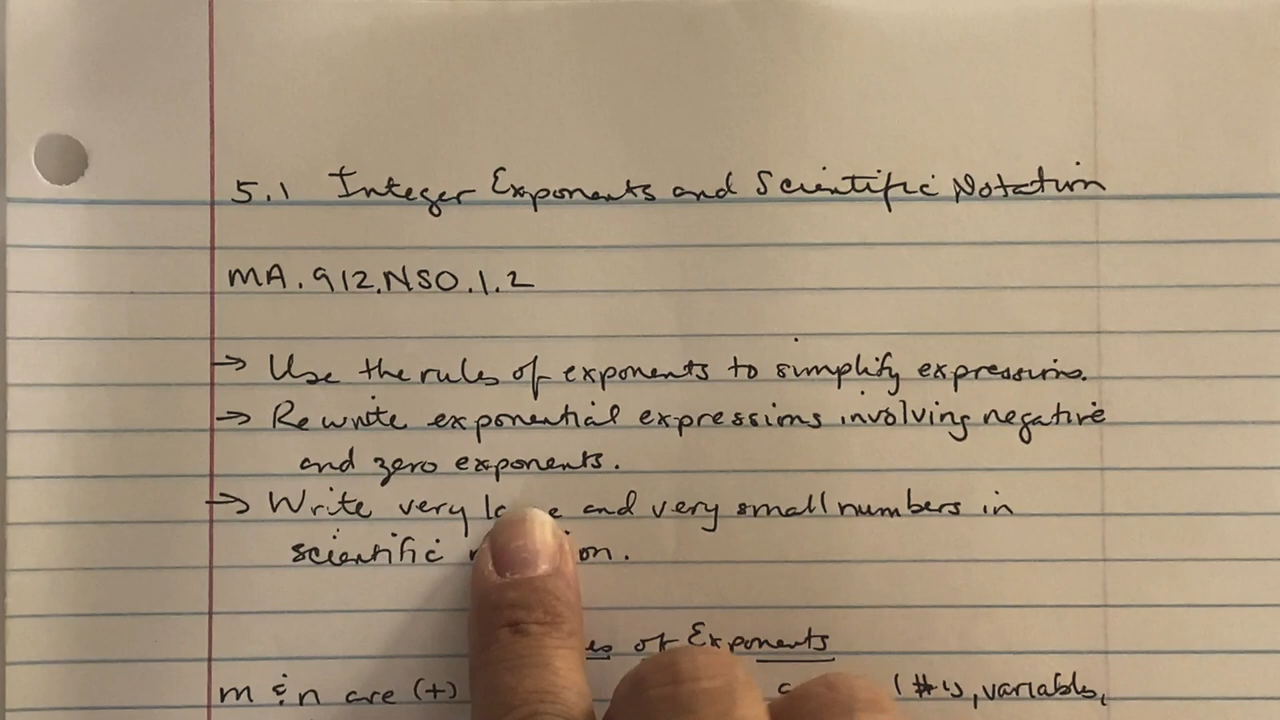 5.1 Integer Exponents and Scientific Notation
MA.912.NSO.1.2
→ Use the rules of exponents to simplify expressions.
→ Rewrite exponential expressions involving negative
and zero exponents.
→ Write very and very small numbers in
scientific
of Exponents
m & n are (+) (#'s, variables,